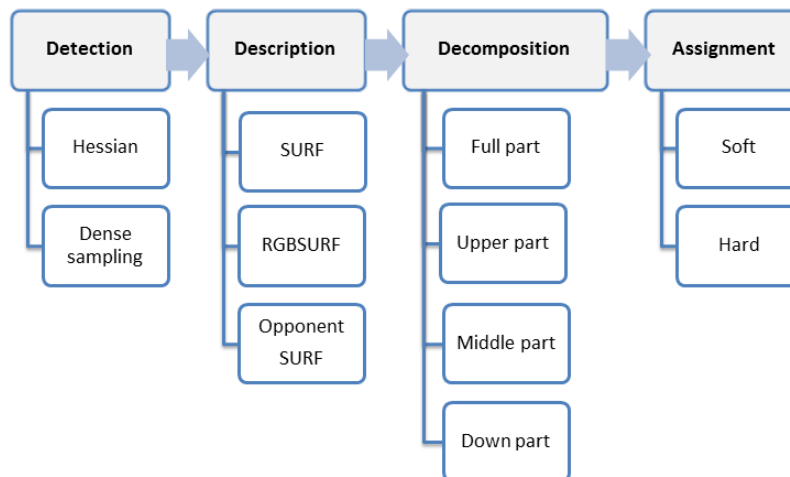 Detection
Description
Decomposition
Assignment
Hessian
Dense
sampling
SURF
RGBSURF
Opponent
SURF
Full part
Upper part
Middle part
Down part
Soft
Hard